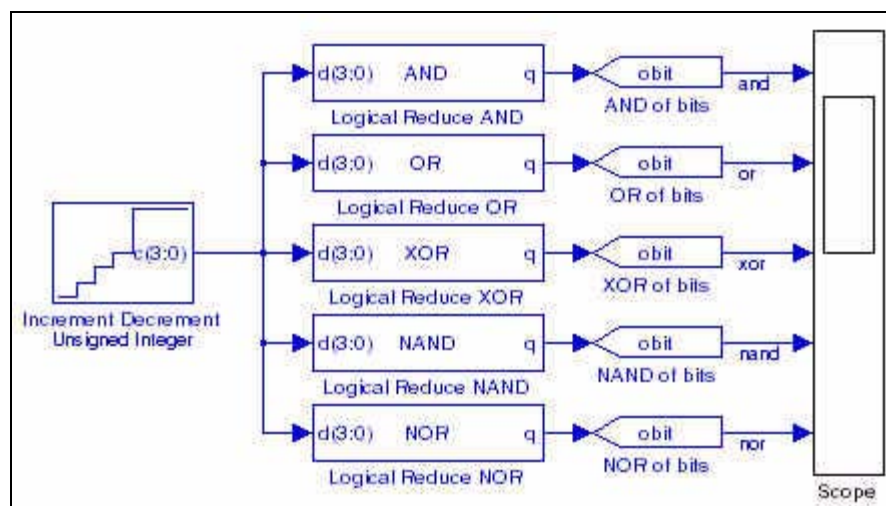 d(3:0) AND q obit and
Logical Reduce AND AND of bits
d(3:0) OR q obit or
Logical Reduce OR OR of bits
c(3:0)
d(3:0) XOR q obit xor
Logical Reduce XOR XOR of bits
Increment Decrement
Unsigned Integer
d(3:0) NAND q obit nand
Logical Reduce NAND NAND of bits
d(3:0) NOR q obit nor
Logical Reduce NOR NOR of bits
Scope